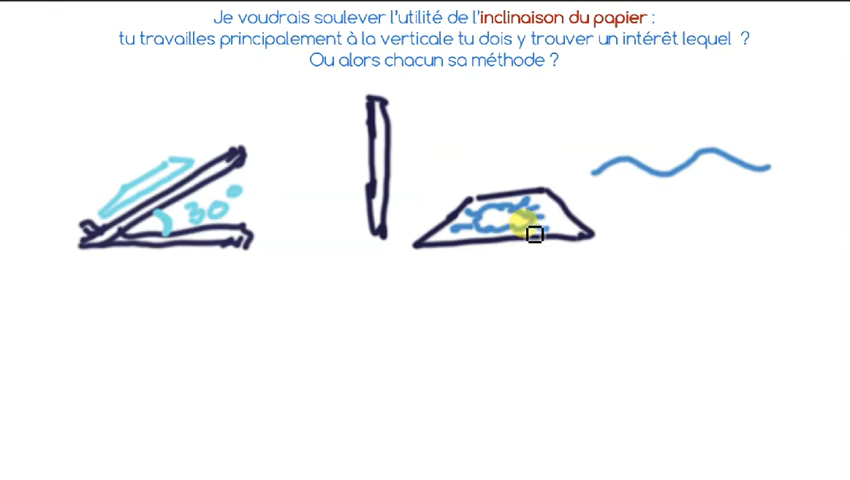 Je voudrais soulever l'utilité de l'inclinaison du papier :
tu travailles principalement à la verticale tu dois y trouver un intérêt lequel ?
Ou alors chacun sa méthode ?
30°